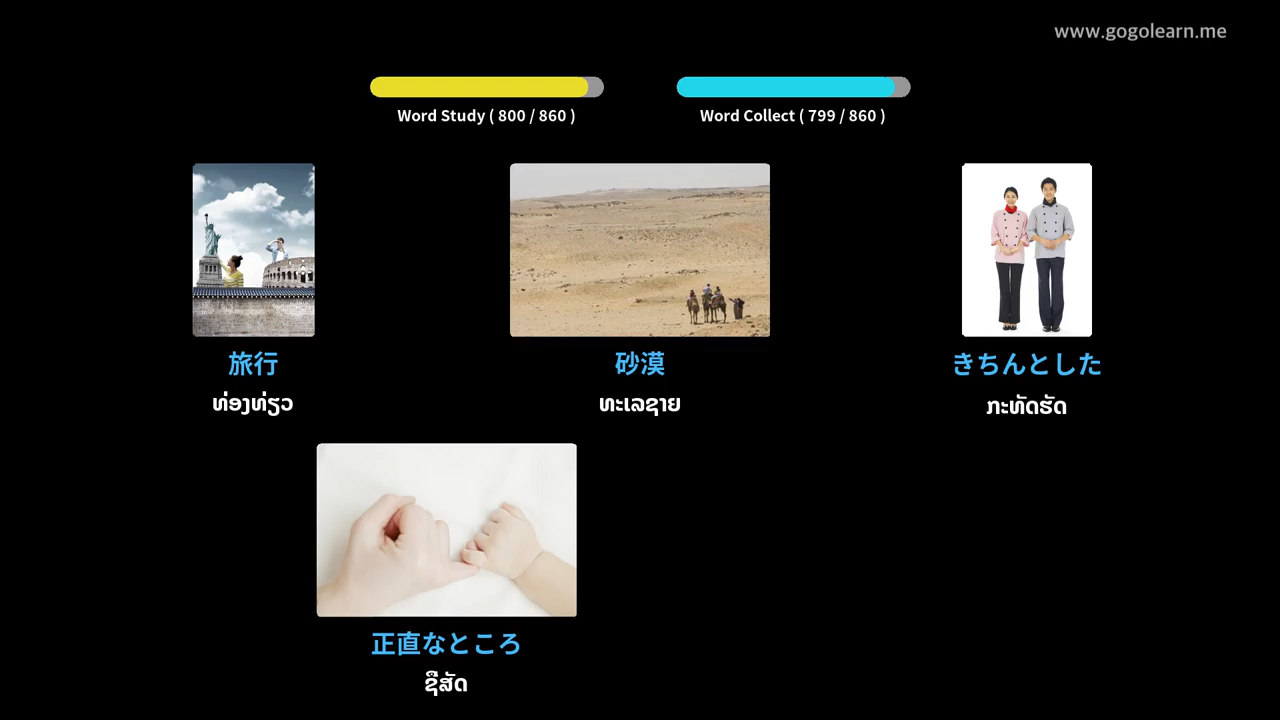 www.gogolearn.me
Word Study ( 800 / 860 )
Word Collect ( 799 / 860 )
旅行
砂漠
きちんとした
ທ່ອງທ່ຽວ
ທະເລຊາຍ
ກະທັດຮັດ
正直なところ
ຊື່ສັດ